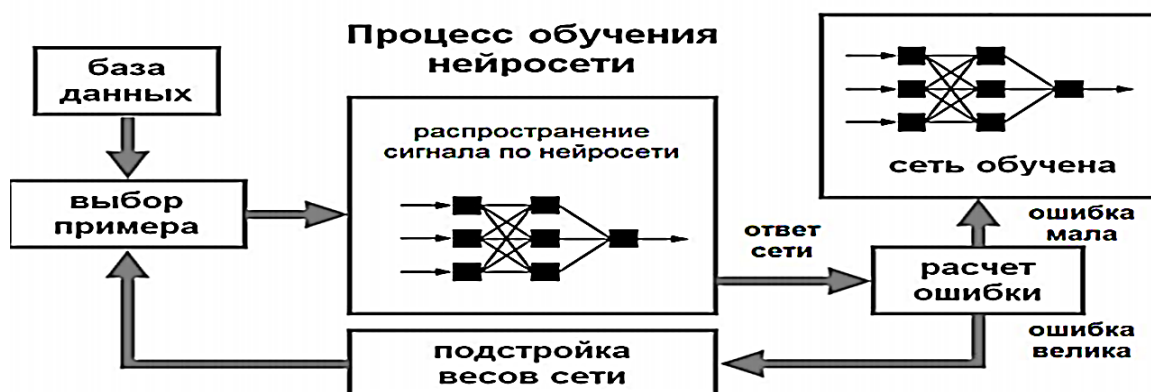 Процесс обучения
нейросети
база
данных
выбор
примера
распространение
сигнала по нейросети
ответ
сети
расчет
ошибки
ошибка
мала
сеть обучена
ошибка
велика
подстройка
весов сети